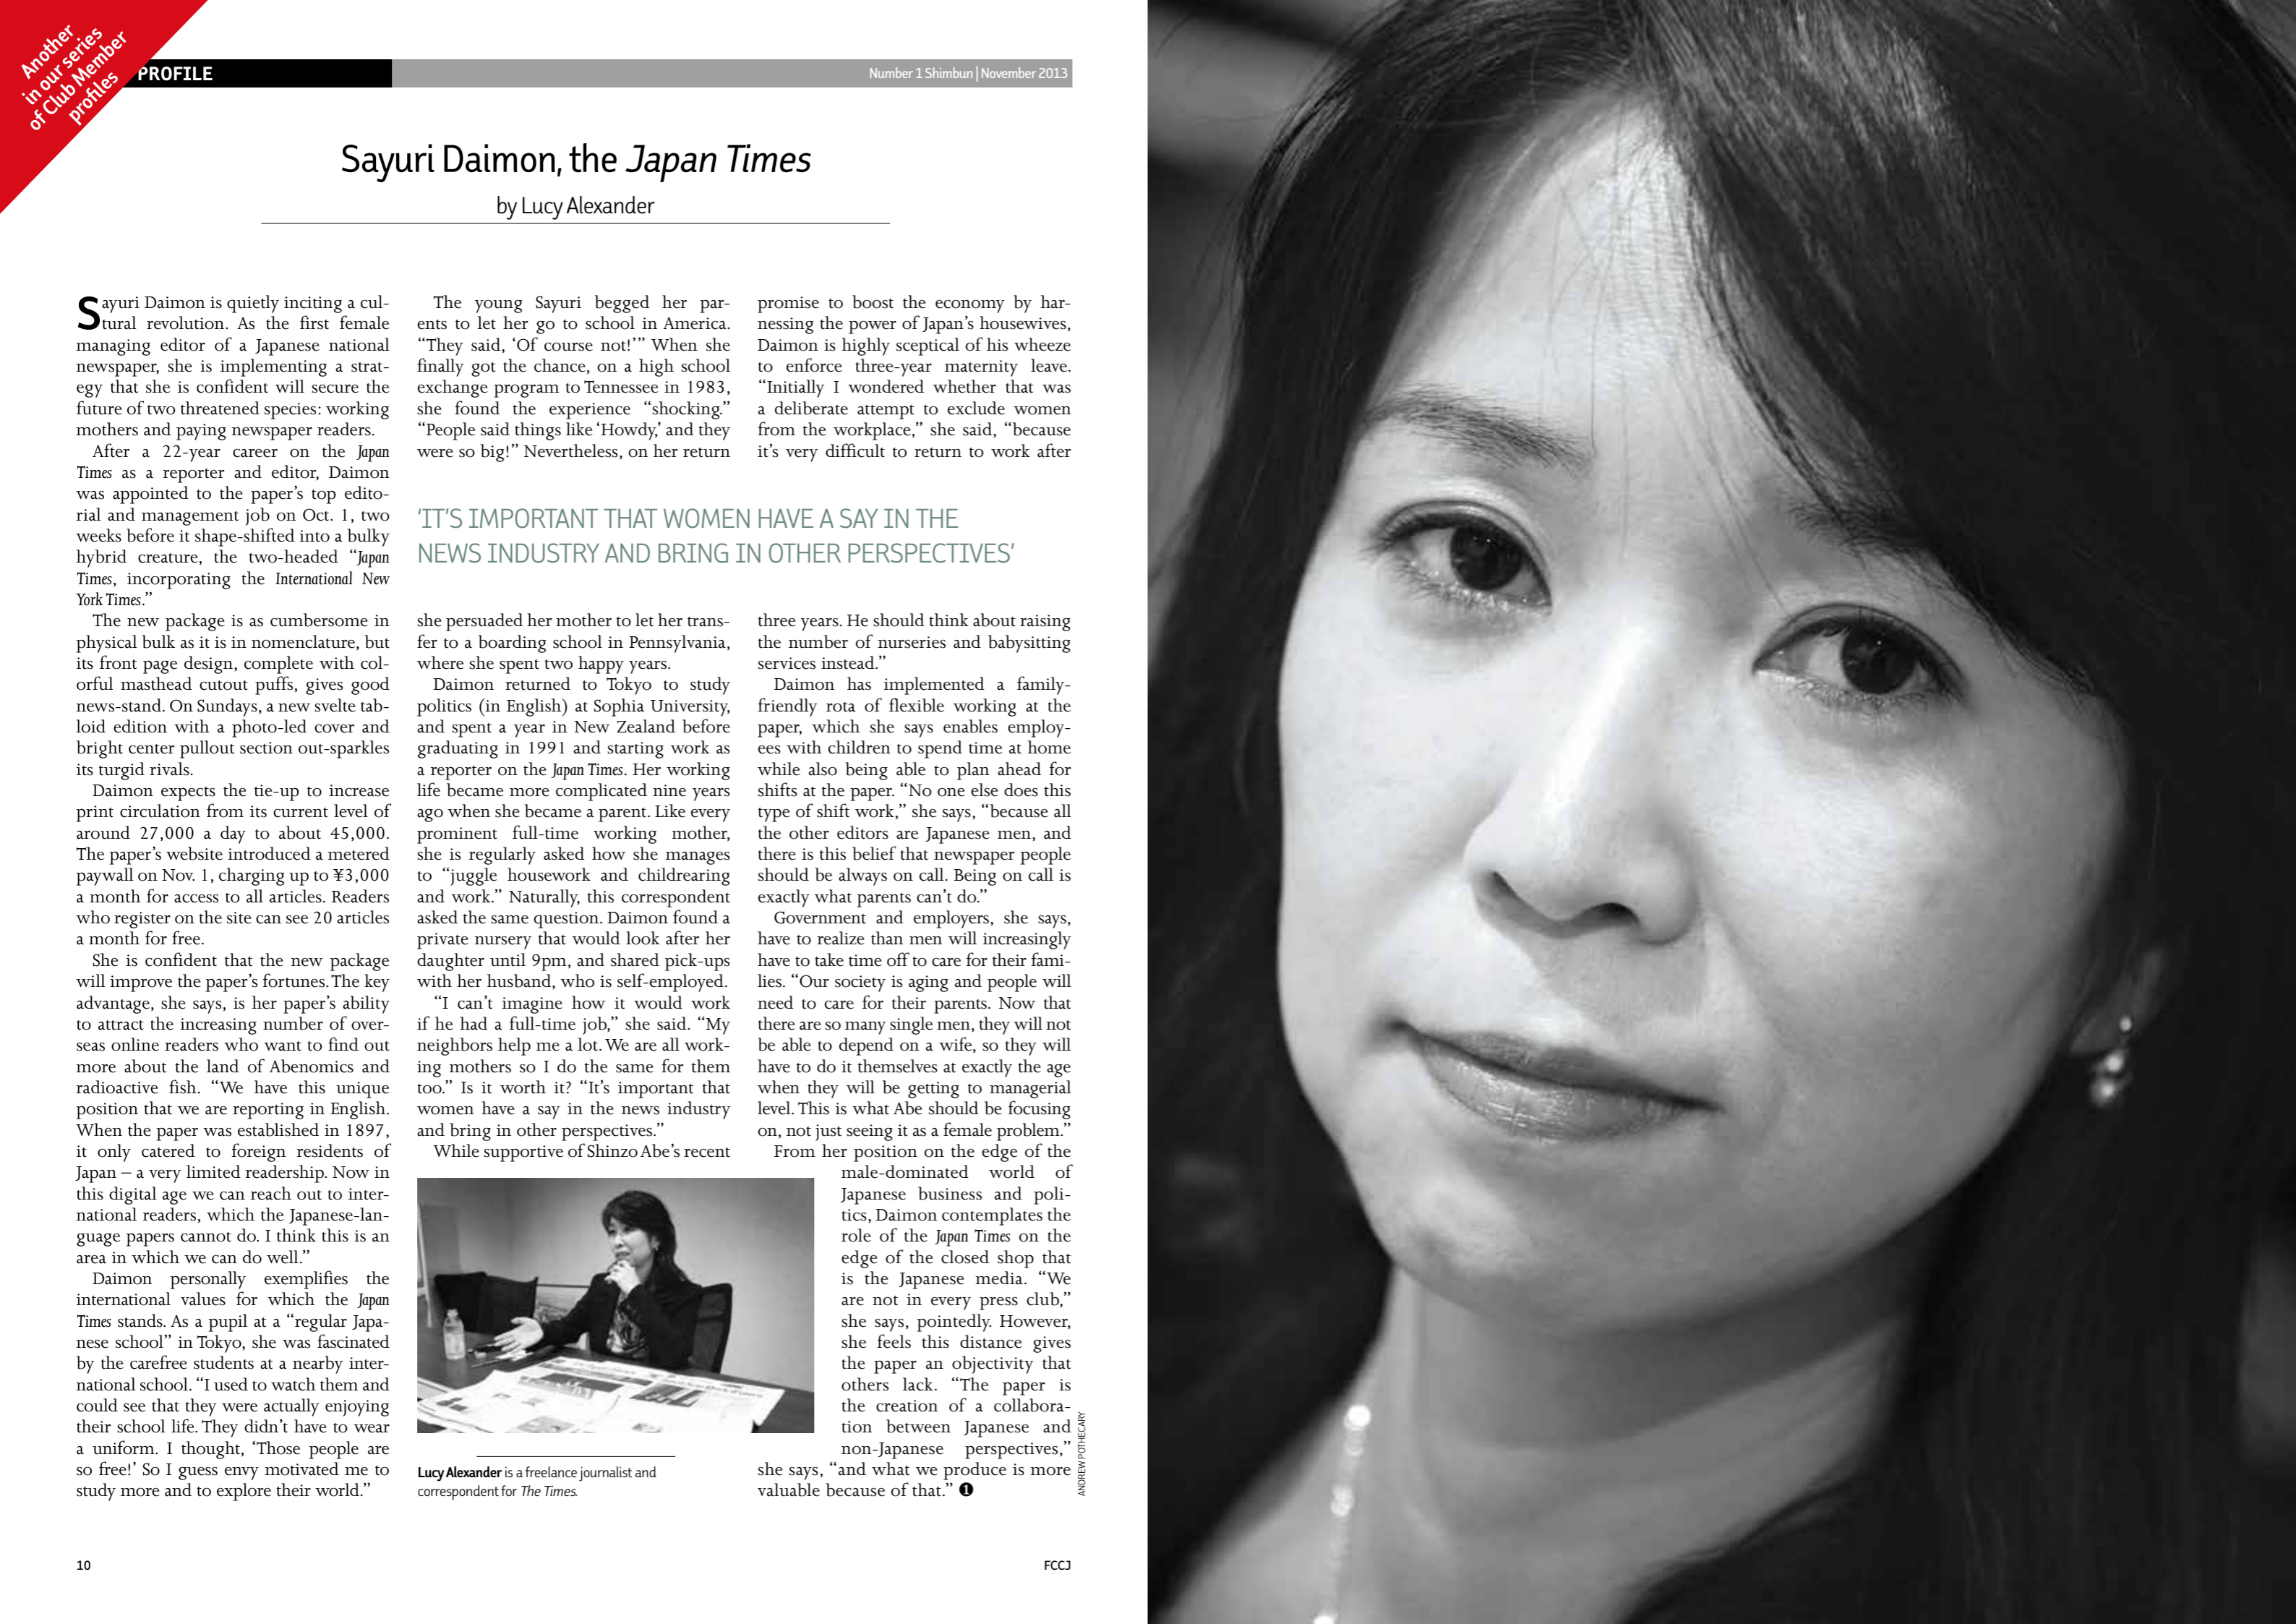 Another
in our series
of Club Member
profiles
PROFILE
Number 1 Shimbun | November 2013
Sayuri Daimon, the Japan Times
by Lucy Alexander
Sayuri Daimon is quietly inciting a cul-
tural revolution. As the first female
managing editor of a Japanese national
newspaper, she is implementing a strat-
egy that she is confident will secure the
future of two threatened species: working
mothers and paying newspaper readers.
After a 22-year career on the Japan
Times as a reporter and editor, Daimon
was appointed to the paper’s top edito-
rial and management job on Oct. 1, two
weeks before it shape-shifted into a bulky
hybrid creature, the two-headed “Japan
Times, incorporating the International New
York Times.”
The new package is as cumbersome in
physical bulk as it is in nomenclature, but
its front page design, complete with col-
orful masthead cutout puffs, gives good
news-stand. On Sundays, a new svelte tab-
loid edition with a photo-led cover and
bright center pullout section out-sparkles
its turgid rivals.
Daimon expects the tie-up to increase
print circulation from its current level of
around 27,000 a day to about 45,000.
The paper’s website introduced a metered
paywall on Nov. 1, charging up to ¥3,000
a month for access to all articles. Readers
who register on the site can see 20 articles
a month for free.
She is confident that the new package
will improve the paper’s fortunes. The key
advantage, she says, is her paper’s ability
to attract the increasing number of over-
seas online readers who want to find out
more about the land of Abenomics and
radioactive fish. “We have this unique
position that we are reporting in English.
When the paper was established in 1897,
it only catered to foreign residents of
Japan – a very limited readership. Now in
this digital age we can reach out to inter-
national readers, which the Japanese-lan-
guage papers cannot do. I think this is an
area in which we can do well.”
Daimon personally exemplifies the
international values for which the Japan
Times stands. As a pupil at a “regular Japa-
nese school” in Tokyo, she was fascinated
by the carefree students at a nearby inter-
national school. “I used to watch them and
could see that they were actually enjoying
their school life. They didn’t have to wear
a uniform. I thought, ‘Those people are
so free!’ So I guess envy motivated me to
study more and to explore their world.”
The young Sayuri begged her par-
ents to let her go to school in America.
“They said, ‘Of course not!’” When she
finally got the chance, on a high school
exchange program to Tennessee in 1983,
she found the experience “shocking.”
“People said things like ‘Howdy,’ and they
were so big!” Nevertheless, on her return
‘IT’S IMPORTANT THAT WOMEN HAVE A SAY IN THE
NEWS INDUSTRY AND BRING IN OTHER PERSPECTIVES’
she persuaded her mother to let her trans-
fer to a boarding school in Pennsylvania,
where she spent two happy years.
Daimon returned to Tokyo to study
politics (in English) at Sophia University,
and spent a year in New Zealand before
graduating in 1991 and starting work as
a reporter on the Japan Times. Her working
life became more complicated nine years
ago when she became a parent. Like every
prominent full-time working mother,
she is regularly asked how she manages
to “juggle housework and childrearing
and work.” Naturally, this correspondent
asked the same question. Daimon found a
private nursery that would look after her
daughter until 9pm, and shared pick-ups
with her husband, who is self-employed.
“I can’t imagine how it would work
if he had a full-time job,” she said. “My
neighbors help me a lot. We are all work-
ing mothers so I do the same for them
too.” Is it worth it? “It’s important that
women have a say in the news industry
and bring in other perspectives.”
While supportive of Shinzo Abe’s recent
promise to boost the economy by har-
nessing the power of Japan’s housewives,
Daimon is highly sceptical of his wheeze
to enforce three-year maternity leave.
“Initially I wondered whether that was
a deliberate attempt to exclude women
from the workplace,” she said, “because
it’s very difficult to return to work after
three years. He should think about raising
the number of nurseries and babysitting
services instead.”
Daimon has implemented a family-
friendly rota of flexible working at the
paper, which she says enables employ-
ees with children to spend time at home
while also being able to plan ahead for
shifts at the paper. “No one else does this
type of shift work,” she says, “because all
the other editors are Japanese men, and
there is this belief that newspaper people
should be always on call. Being on call is
exactly what parents can’t do.”
Government and employers, she says,
have to realize than men will increasingly
have to take time off to care for their fami-
lies. “Our society is aging and people will
need to care for their parents. Now that
there are so many single men, they will not
be able to depend on a wife, so they will
have to do it themselves at exactly the age
when they will be getting to managerial
level. This is what Abe should be focusing
on, not just seeing it as a female problem.”
From her position on the edge of the
male-dominated world of
Japanese business and poli-
tics, Daimon contemplates the
role of the Japan Times on the
edge of the closed shop that
is the Japanese media. “We
are not in every press club,”
she says, pointedly. However,
she feels this distance gives
the paper an objectivity that
others lack. “The paper is
the creation of a collabora-
tion between Japanese and
non-Japanese perspectives,”
she says, “and what we produce is more
valuable because of that.” ❶
Lucy Alexander is a freelance journalist and
correspondent for The Times.
ANDREW POTHECARY
10
FCCJ